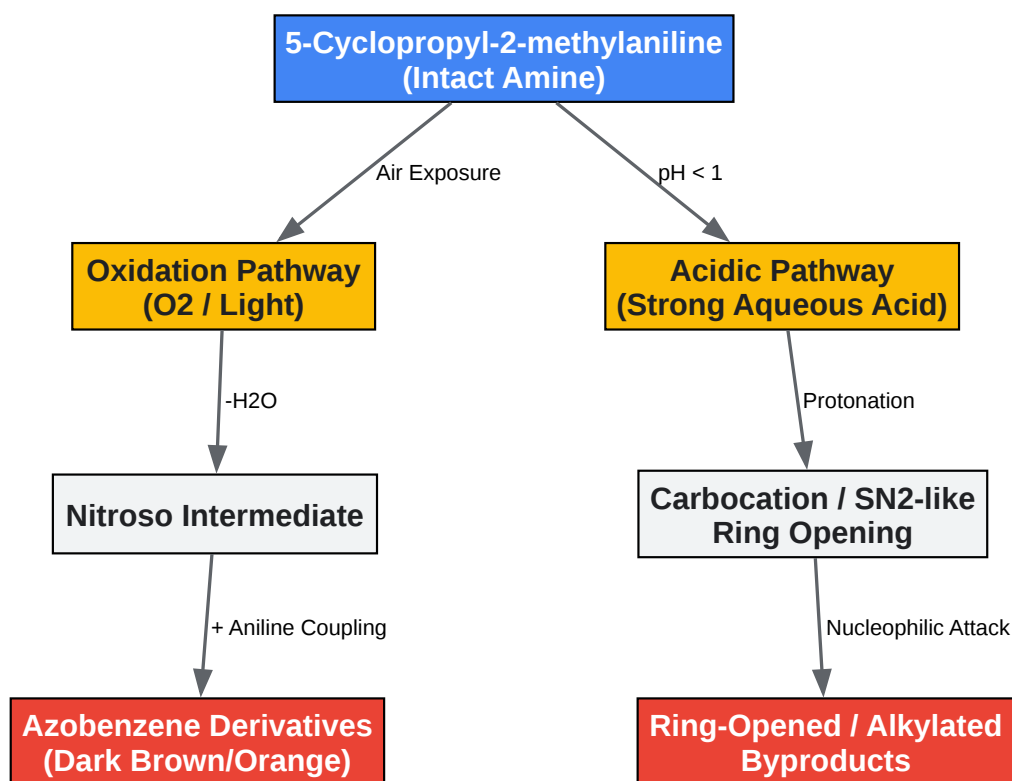 5-Cyclopropyl-2-methylaniline
(Intact Amine)
Air Exposure
pH < 1
Oxidation Pathway
(O2 / Light)
Acidic Pathway
(Strong Aqueous Acid)
-H2O
Protonation
Nitroso Intermediate
Carbocation / SN2-like
Ring Opening
+ Aniline Coupling
Nucleophilic Attack
Azobenzene Derivatives
(Dark Brown/Orange)
Ring-Opened / Alkylated
Byproducts